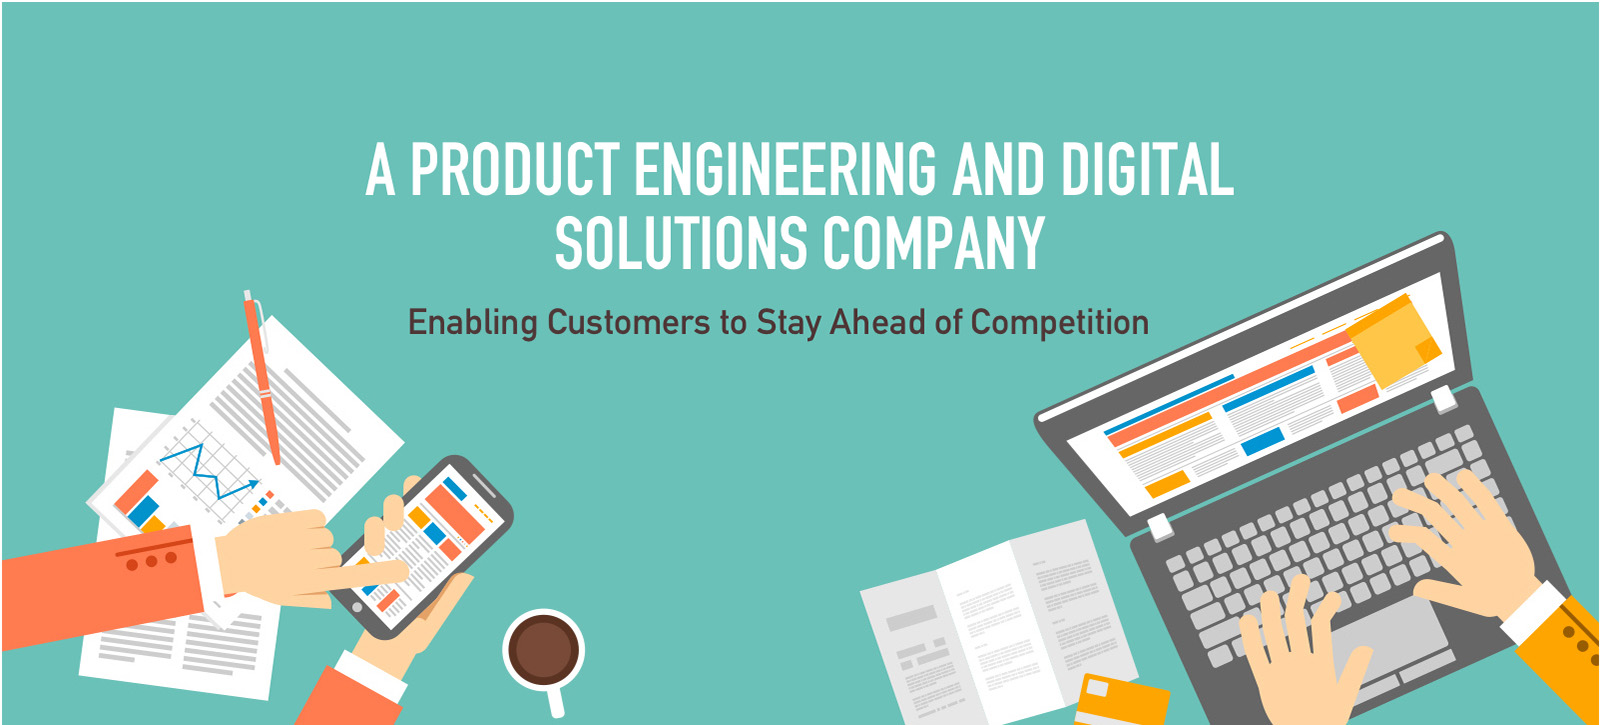 A PRODUCT ENGINEERING AND DIGITAL
SOLUTIONS COMPANY
Enabling Customers to Stay Ahead of Competition